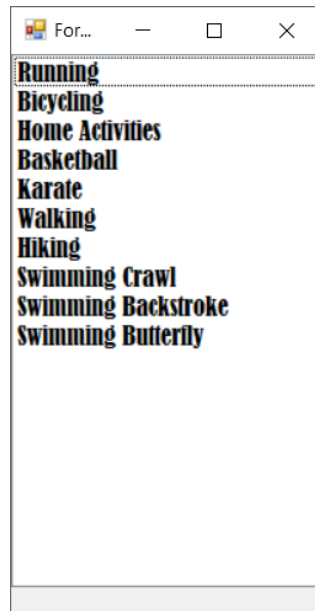 For...
Running
Bicycling
Home Activities
Basketball
Karate
Walking
Hiking
Swimming Crawl
Swimming Backstroke
Swimming Butterfly